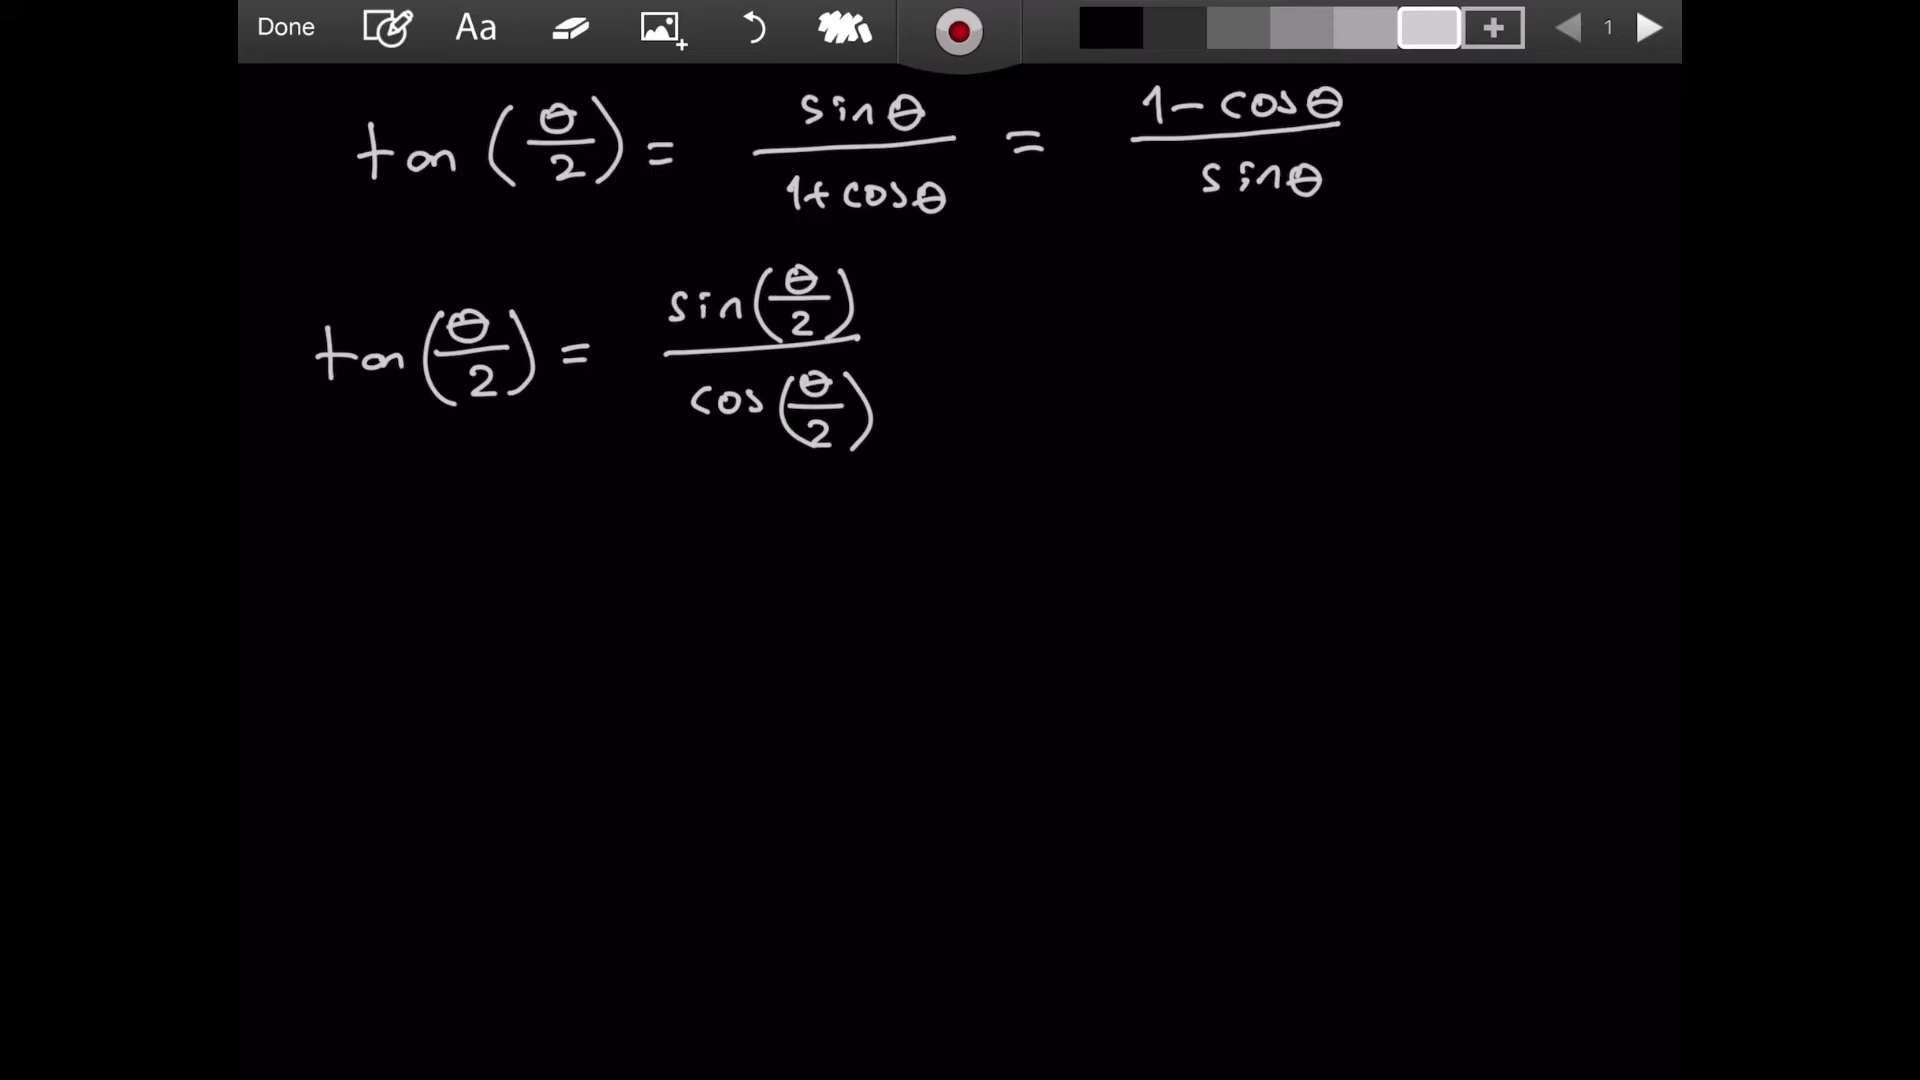 Done Aa 1
tan (θ/2) = sinθ/1+cosθ = 1-cosθ/sinθ
tan (θ/2) = sin(θ/2)/cos(θ/2)